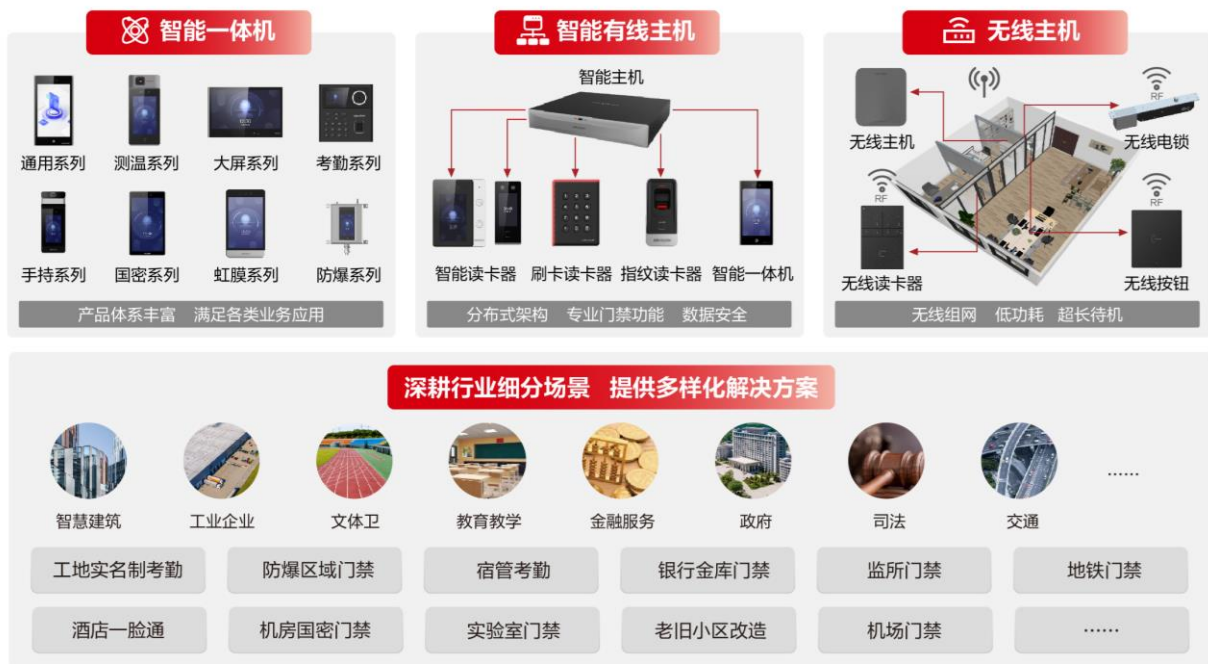 智能一体机
通用系列 测温系列 大屏系列 考勤系列
手持系列 国密系列 虹膜系列 防爆系列
产品体系丰富 满足各类业务应用
智能有线主机
智能主机
智能读卡器 刷卡读卡器 指纹读卡器 智能一体机
分布式架构 专业门禁功能 数据安全
无线主机
RF
无线主机 无线电锁
RF RF
无线读卡器 无线按钮
无线组网 低功耗 超长待机
深耕行业细分场景 提供多样化解决方案
智慧建筑 工业企业 文体卫 教育教学 金融服务 政府 司法 交通 ……
工地实名制考勤 防爆区域门禁 宿管考勤 银行金库门禁 监所门禁 地铁门禁
酒店一脸通 机房国密门禁 实验室门禁 老旧小区改造 机场门禁 ……